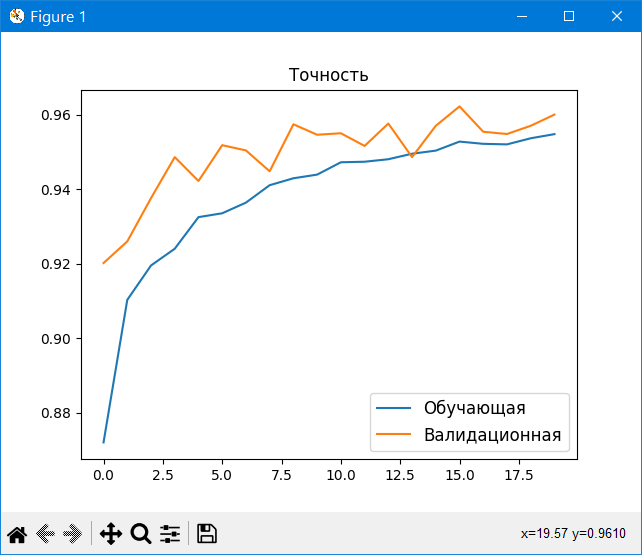 Figure 1
Точность
0.96
0.94
0.92
0.90
0.88
0.0 2.5 5.0 7.5 10.0 12.5 15.0 17.5
Обучающая
Валидационная
x=19.57 y=0.9610